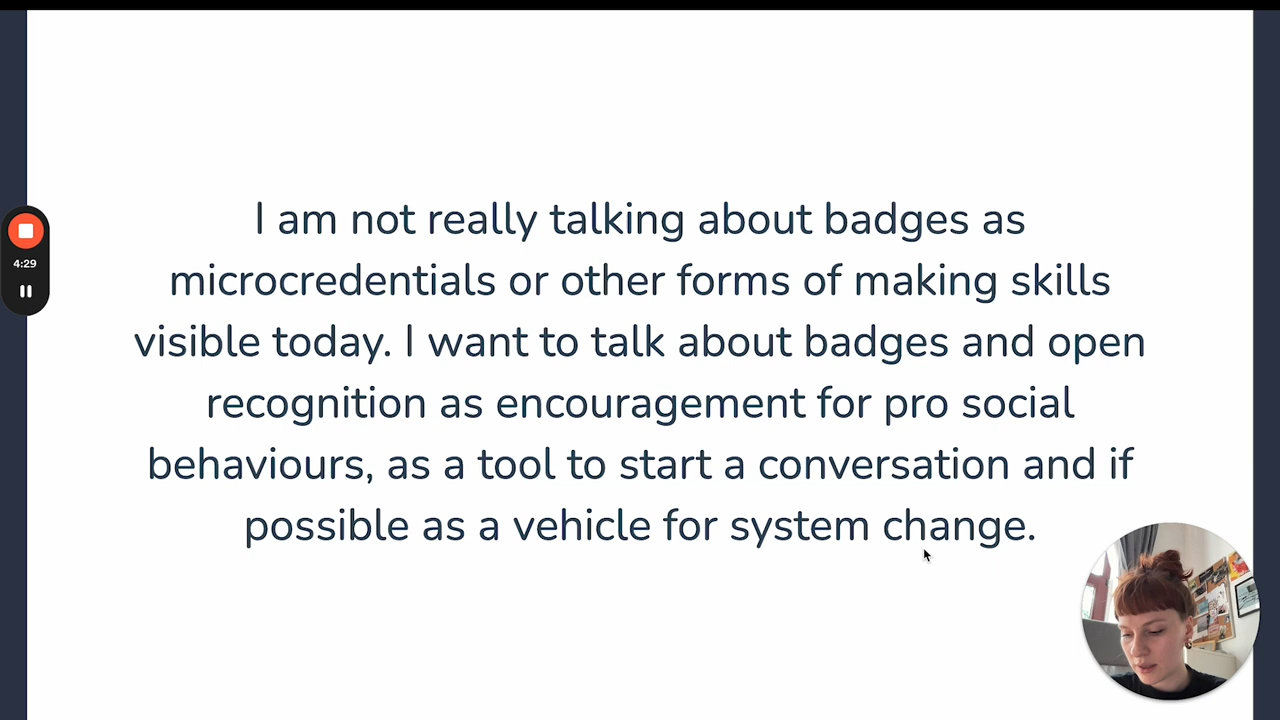 I am not really talking about badges as
microcredentials or other forms of making skills
visible today. I want to talk about badges and open
recognition as encouragement for pro social
behaviours, as a tool to start a conversation and if
possible as a vehicle for system change.
4:29